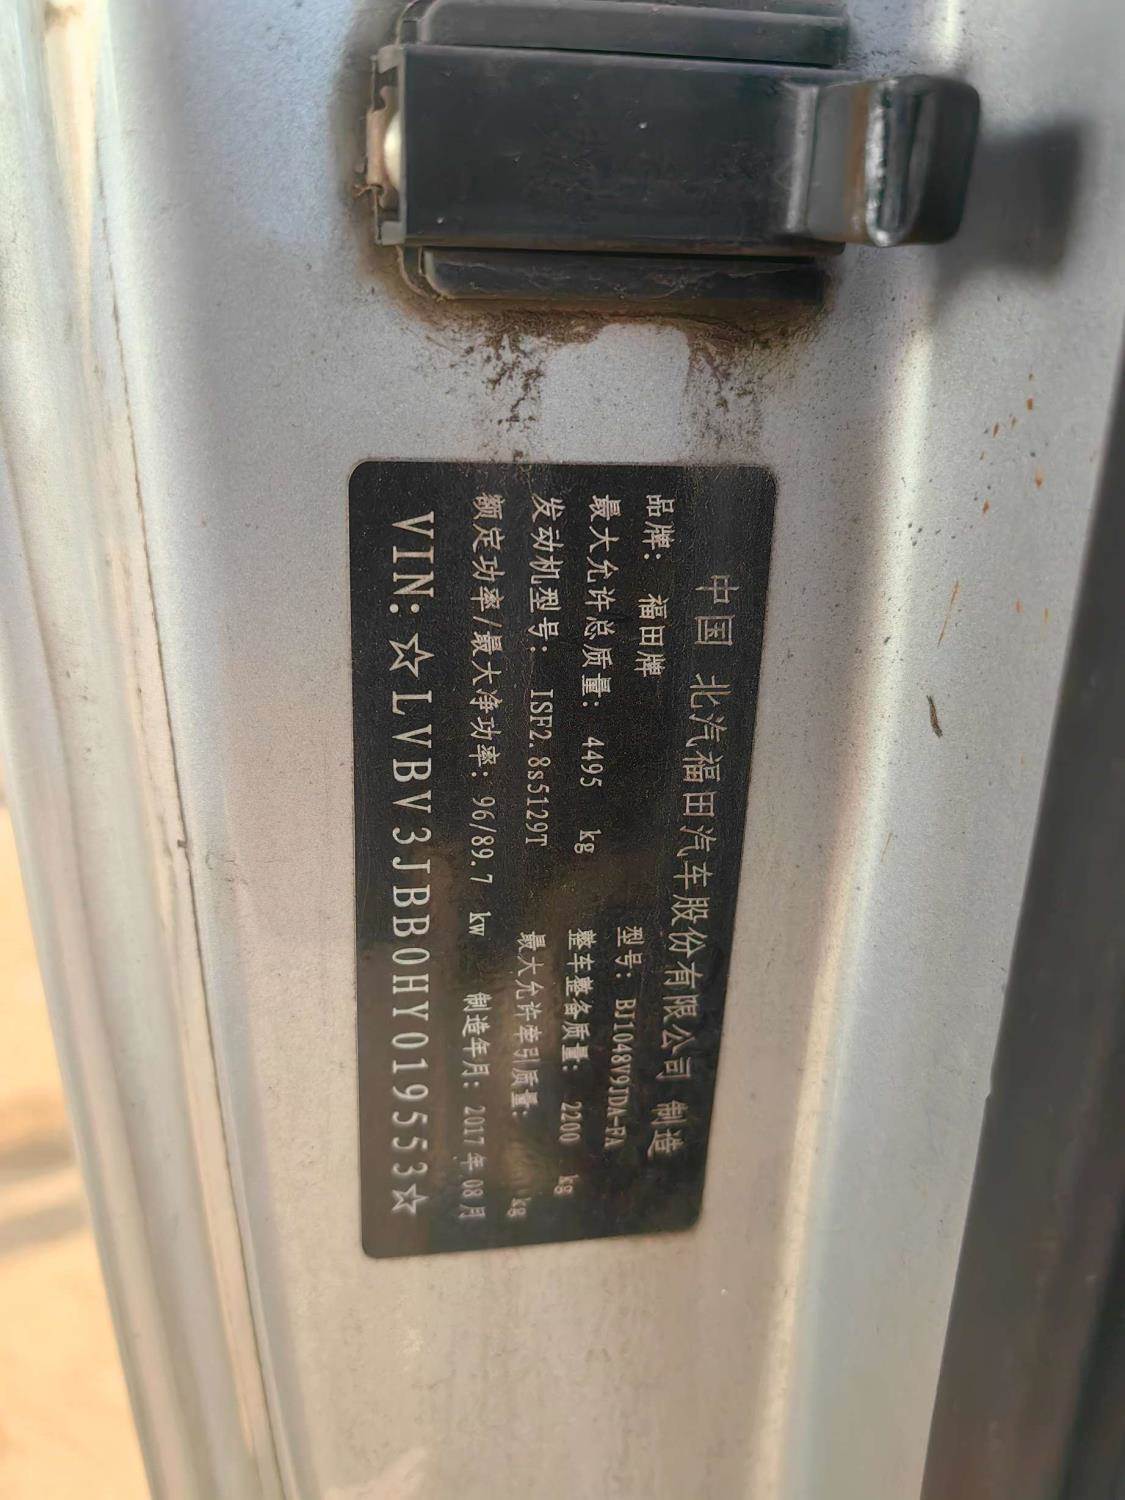 中国 北汽福田汽车股份有限公司 制造
品牌: 福田牌 型号: BJ1048V9JDA-FA
最大允许总质量: 4495 kg 整车整备质量: 2200 kg
发动机型号: ISF2.8s5129T 最大允许牵引质量: kg
额定功率/最大净功率: 96/89.7 kw 制造年月: 2017年08月
VIN:☆LVBV3JBB0HY019553☆